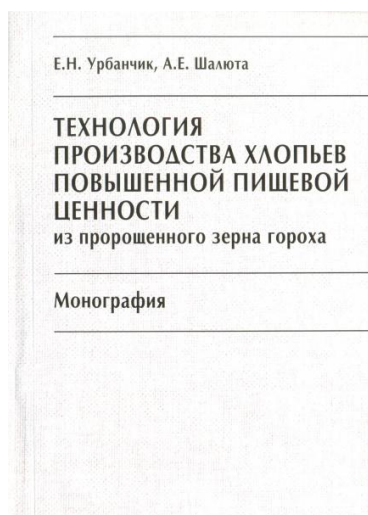 Е.Н. Урбанчик, А.Е. Шалюта
ТЕХНОЛОГИЯ
ПРОИЗВОДСТВА ХЛОПЬЕВ
ПОВЫШЕННОЙ ПИЩЕВОЙ
ЦЕННОСТИ
из пророщенного зерна гороха
Монография